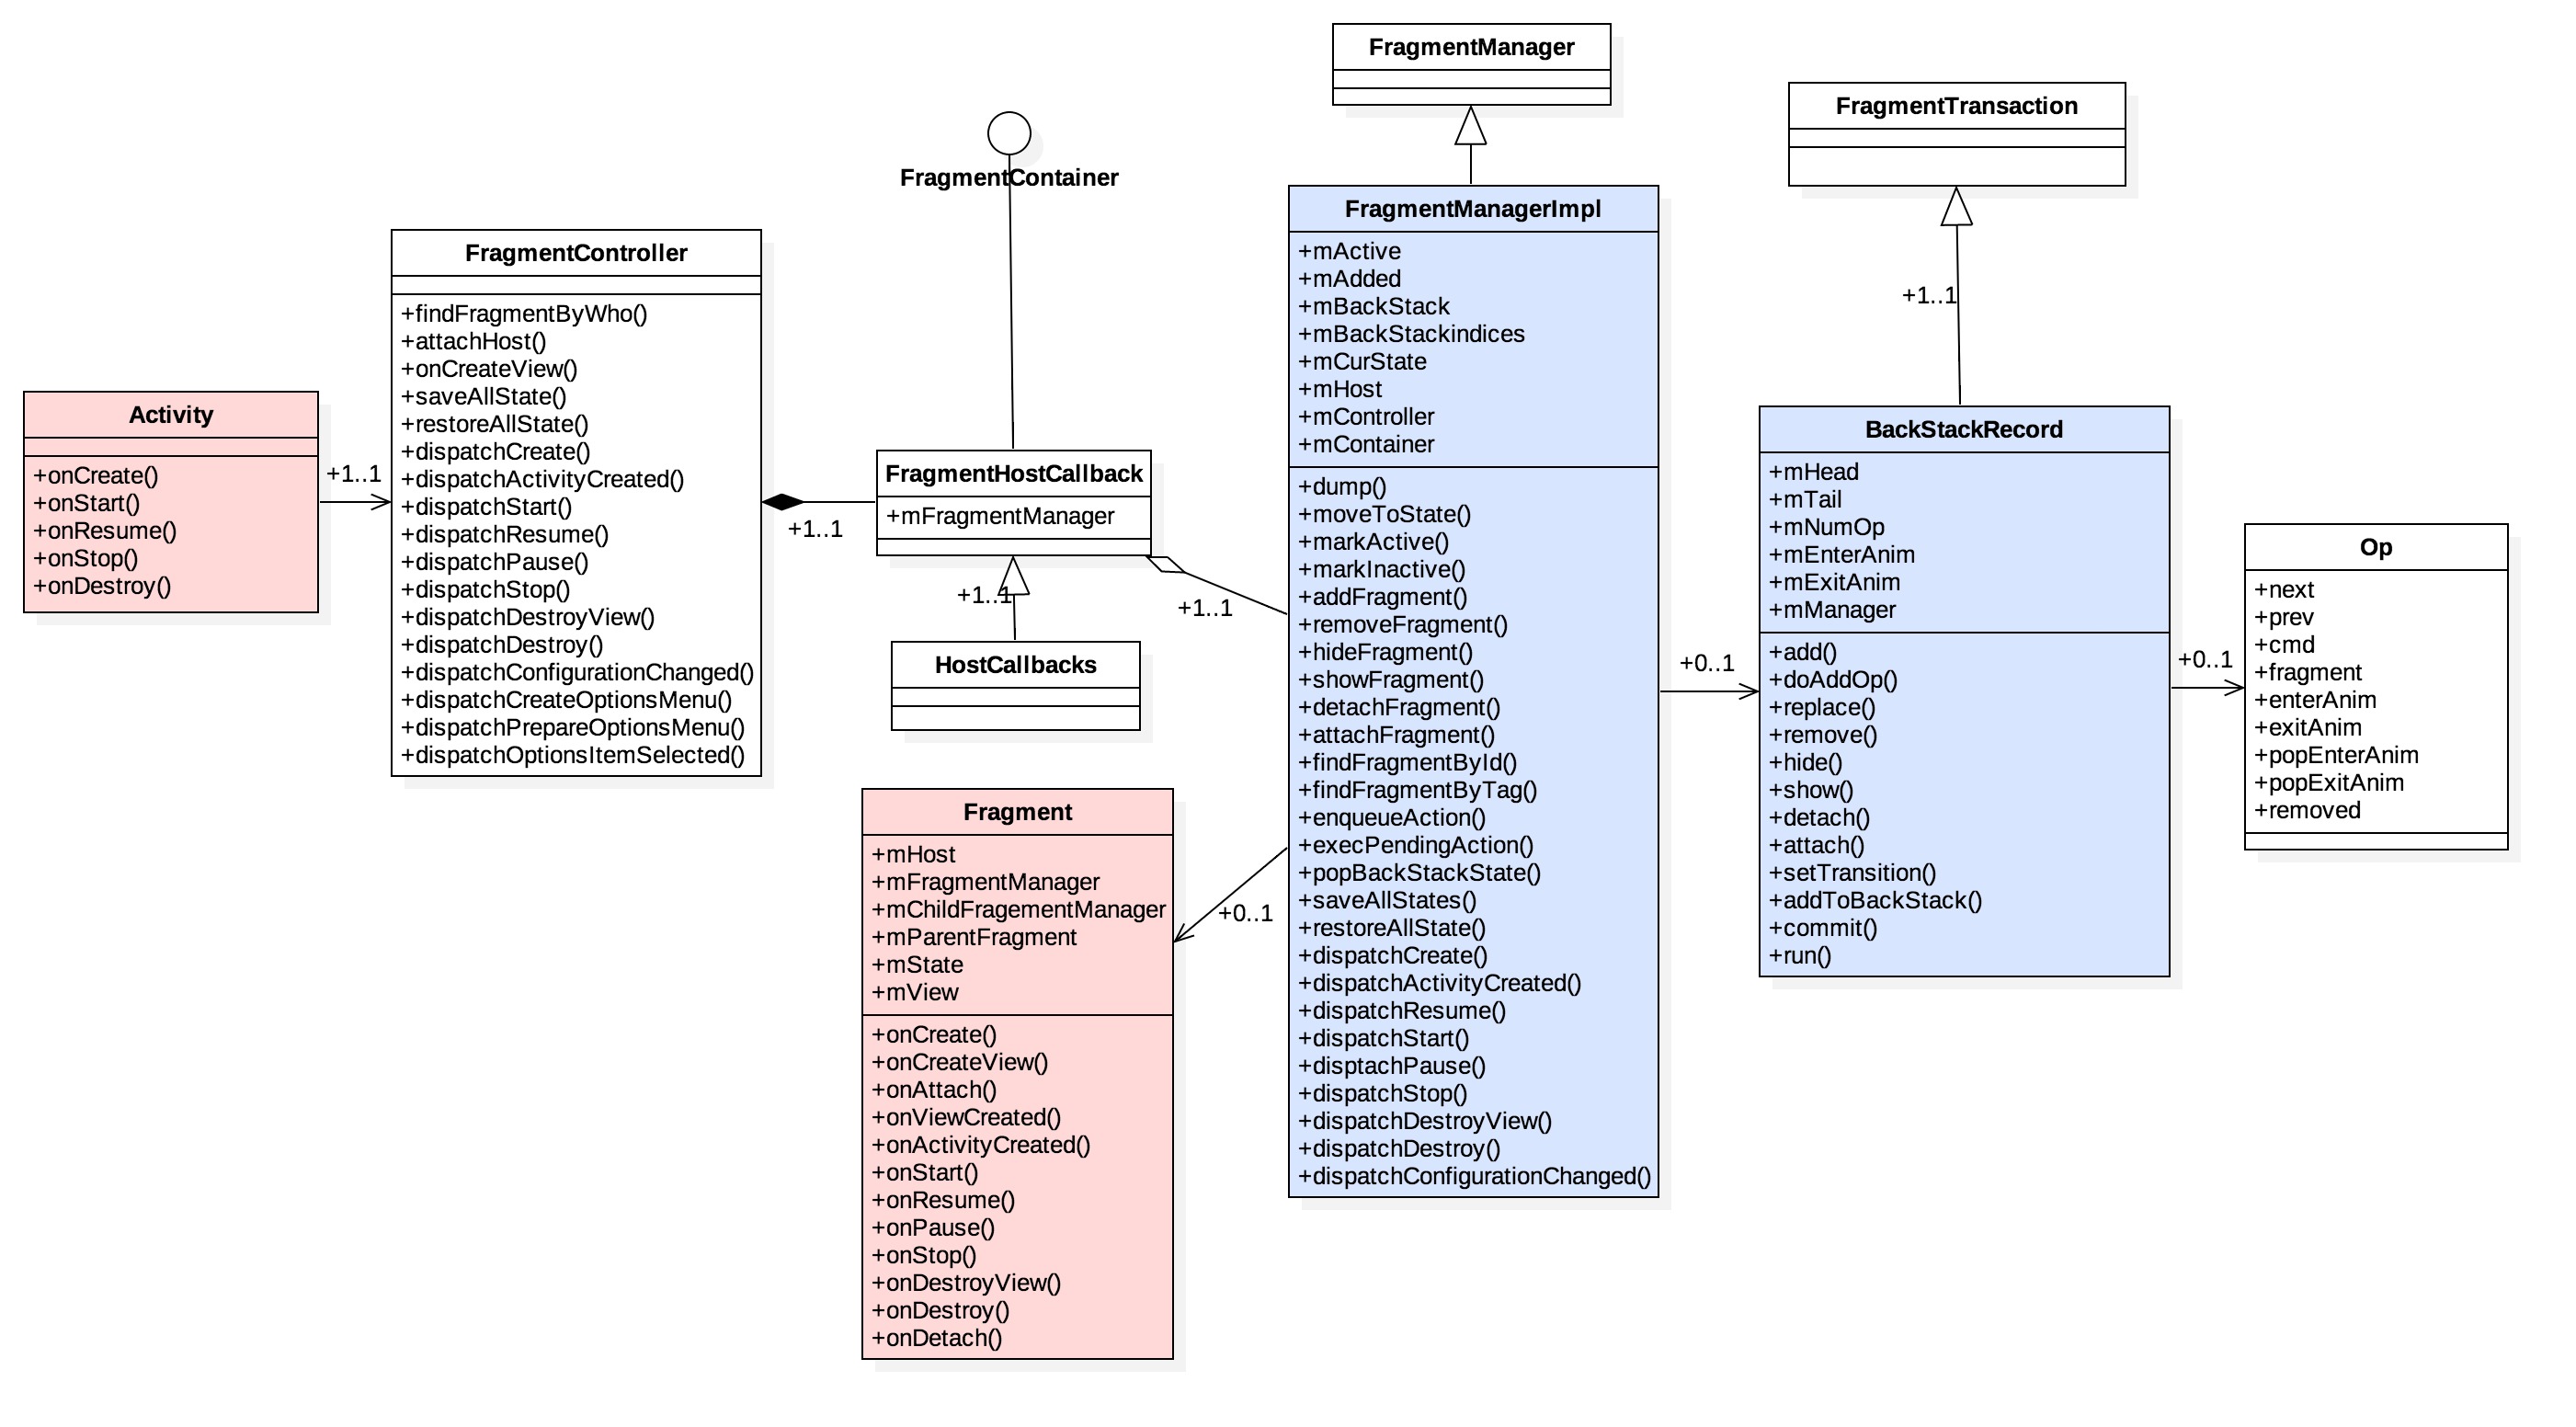 Activity
+onCreate()
+onStart()
+onResume()
+onStop()
+onDestroy()
+1..1
FragmentController
+findFragmentByWho()
+attachHost()
+onCreateView()
+saveAllState()
+restoreAllState()
+dispatchCreate()
+dispatchActivityCreated()
+dispatchStart()
+dispatchResume()
+dispatchPause()
+dispatchStop()
+dispatchDestroyView()
+dispatchDestroy()
+dispatchConfigurationChanged()
+dispatchCreateOptionsMenu()
+dispatchPrepareOptionsMenu()
+dispatchOptionsItemSelected()
+1..1
FragmentContainer
FragmentHostCallback
+mFragmentManager
+1..1
+1..1
HostCallbacks
Fragment
+mHost
+mFragmentManager
+mChildFragementManager
+mParentFragment
+mState
+mView
+onCreate()
+onCreateView()
+onAttach()
+onViewCreated()
+onActivityCreated()
+onStart()
+onResume()
+onPause()
+onStop()
+onDestroyView()
+onDestroy()
+onDetach()
+0..1
FragmentManager
FragmentManagerImpl
+mActive
+mAdded
+mBackStack
+mBackStackindices
+mCurState
+mHost
+mController
+mContainer
+dump()
+moveToState()
+markActive()
+markInactive()
+addFragment()
+removeFragment()
+hideFragment()
+showFragment()
+detachFragment()
+attachFragment()
+findFragmentById()
+findFragmentByTag()
+enqueueAction()
+execPendingAction()
+popBackStackState()
+saveAllStates()
+restoreAllState()
+dispatchCreate()
+dispatchActivityCreated()
+dispatchResume()
+dispatchStart()
+disptachPause()
+dispatchStop()
+dispatchDestroyView()
+dispatchDestroy()
+dispatchConfigurationChanged()
+0..1
FragmentTransaction
+1..1
BackStackRecord
+mHead
+mTail
+mNumOp
+mEnterAnim
+mExitAnim
+mManager
+add()
+doAddOp()
+replace()
+remove()
+hide()
+show()
+detach()
+attach()
+setTransition()
+addToBackStack()
+commit()
+run()
+0..1
Op
+next
+prev
+cmd
+fragment
+enterAnim
+exitAnim
+popEnterAnim
+popExitAnim
+removed